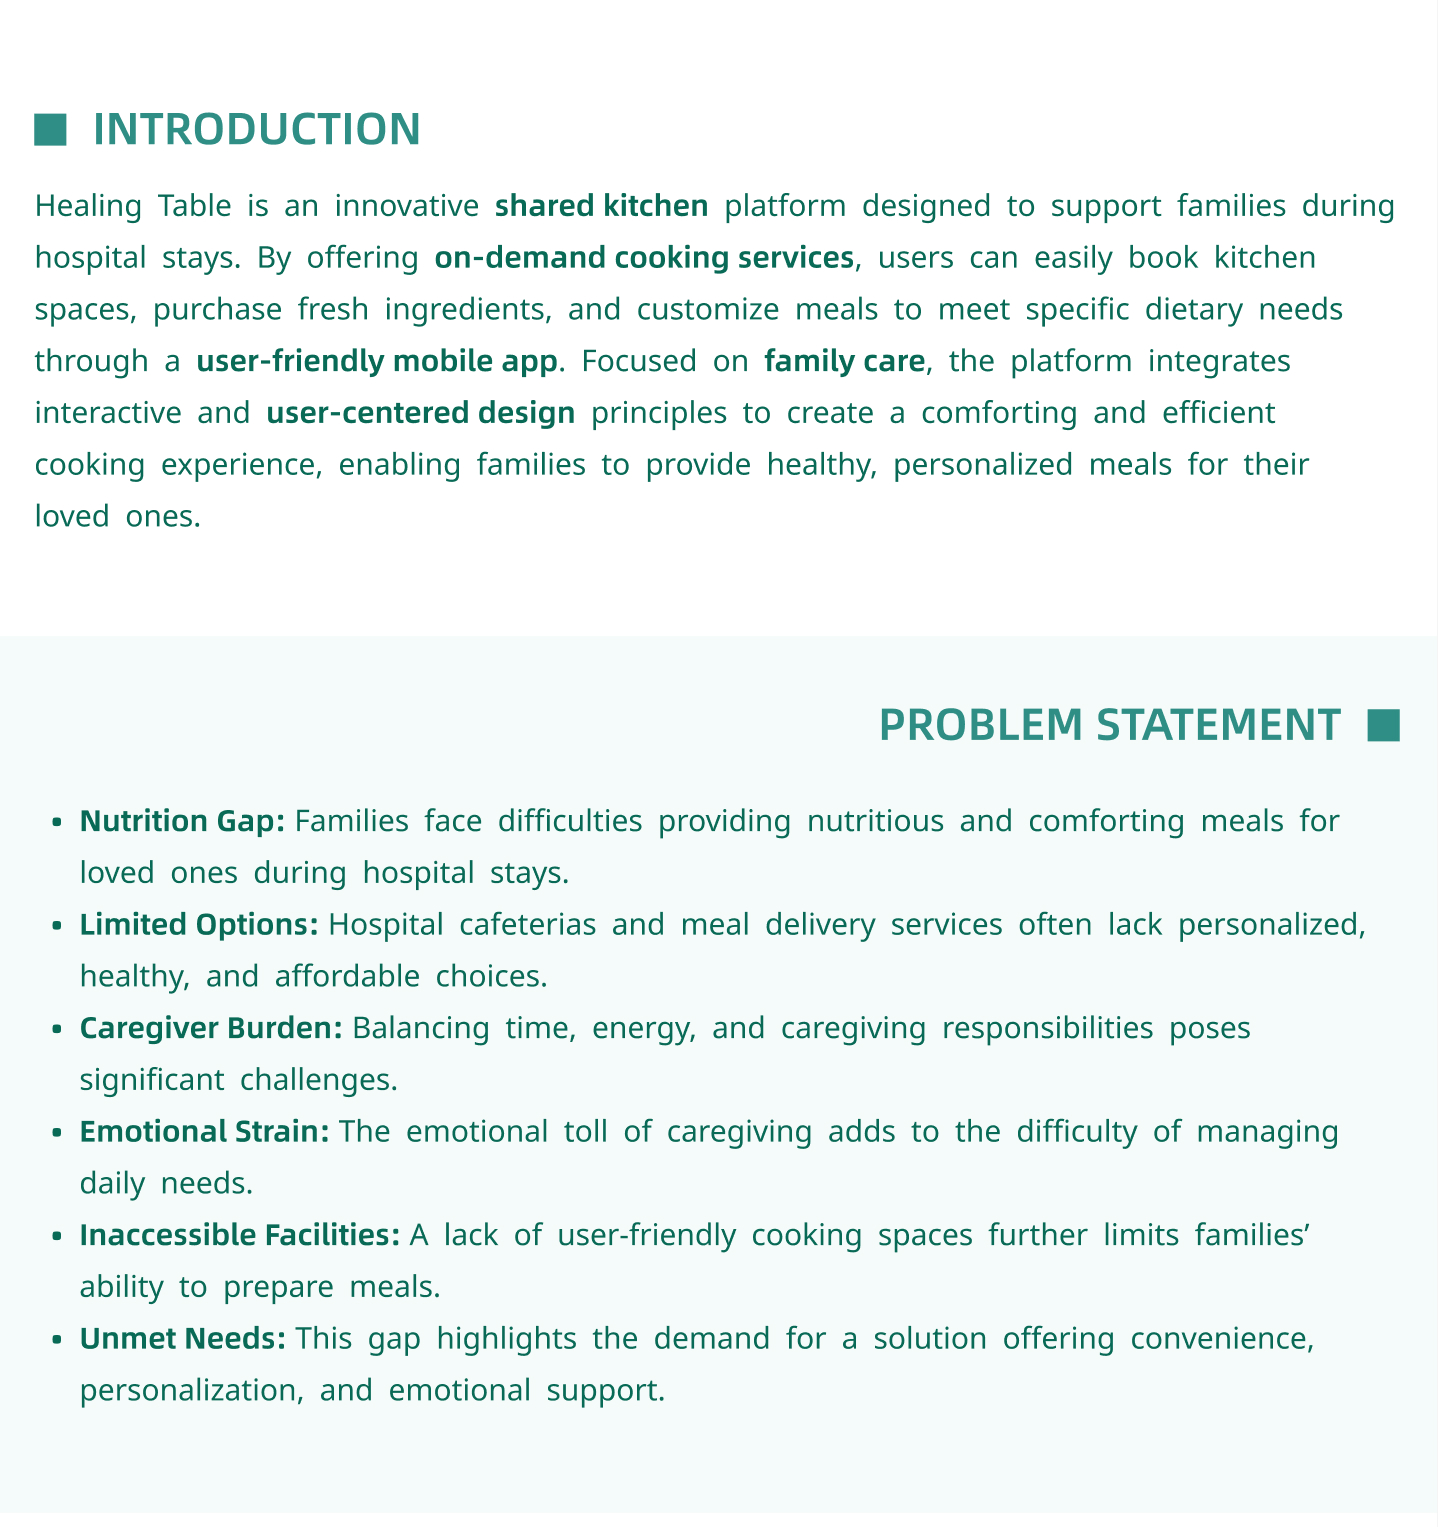 INTRODUCTION
Healing Table is an innovative shared kitchen platform designed to support families during
hospital stays. By offering on-demand cooking services, users can easily book kitchen
spaces, purchase fresh ingredients, and customize meals to meet specific dietary needs
through a user-friendly mobile app. Focused on family care, the platform integrates
interactive and user-centered design principles to create a comforting and efficient
cooking experience, enabling families to provide healthy, personalized meals for their
loved ones.
PROBLEM STATEMENT
• Nutrition Gap: Families face difficulties providing nutritious and comforting meals for
loved ones during hospital stays.
• Limited Options: Hospital cafeterias and meal delivery services often lack personalized,
healthy, and affordable choices.
• Caregiver Burden: Balancing time, energy, and caregiving responsibilities poses
significant challenges.
• Emotional Strain: The emotional toll of caregiving adds to the difficulty of managing
daily needs.
• Inaccessible Facilities: A lack of user-friendly cooking spaces further limits families’
ability to prepare meals.
• Unmet Needs: This gap highlights the demand for a solution offering convenience,
personalization, and emotional support.